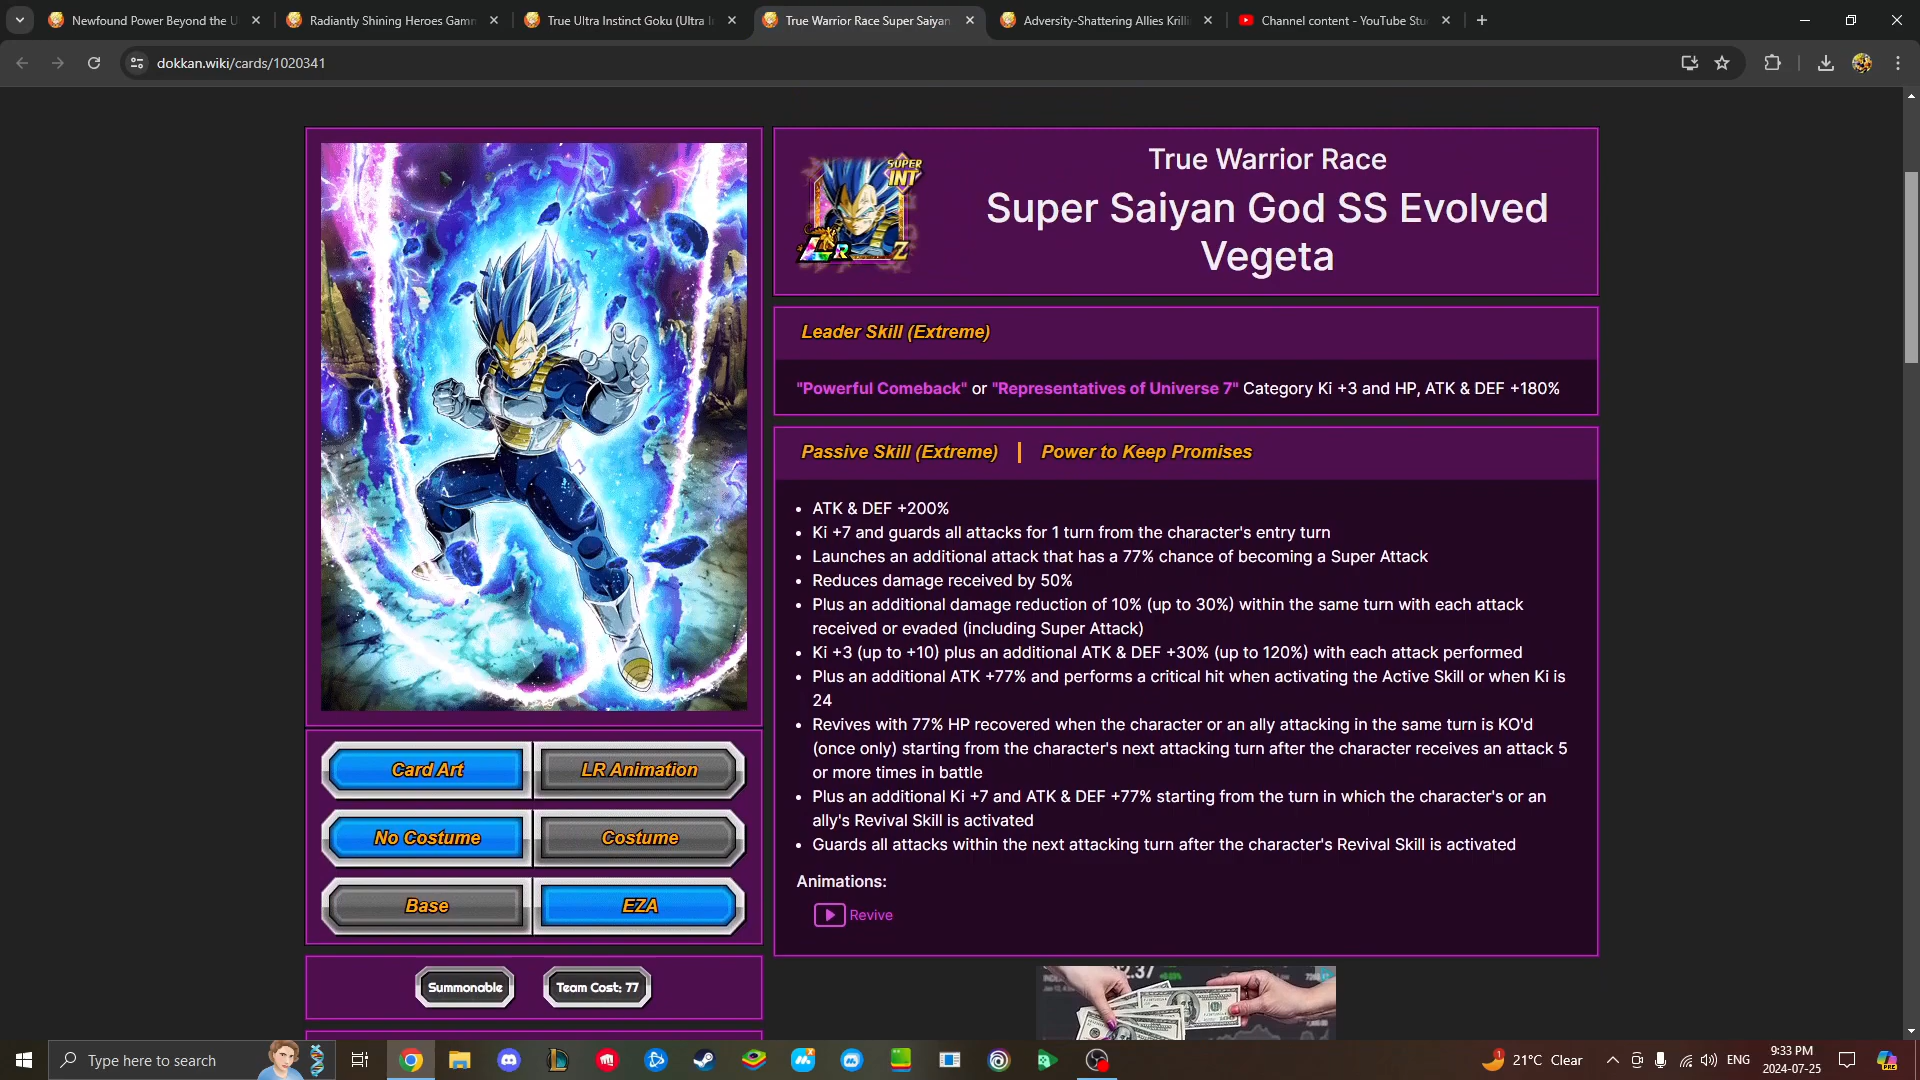 Newfound Power Beyond the U
Radiantly Shining Heroes Gamm
True Ultra Instinct Goku (Ultra I
True Warrior Race Super Saiyan
Adversity-Shattering Allies Krilli
Channel content - YouTube Stu
dokkan.wiki/cards/1020341
SUPER
INT
LR
Z
True Warrior Race
Super Saiyan God SS Evolved
Vegeta
Leader Skill (Extreme)
"Powerful Comeback" or "Representatives of Universe 7" Category Ki +3 and HP, ATK & DEF +180%
Passive Skill (Extreme) | Power to Keep Promises
• ATK & DEF +200%
• Ki +7 and guards all attacks for 1 turn from the character's entry turn
• Launches an additional attack that has a 77% chance of becoming a Super Attack
• Reduces damage received by 50%
• Plus an additional damage reduction of 10% (up to 30%) within the same turn with each attack
received or evaded (including Super Attack)
• Ki +3 (up to +10) plus an additional ATK & DEF +30% (up to 120%) with each attack performed
• Plus an additional ATK +77% and performs a critical hit when activating the Active Skill or when Ki is
24
• Revives with 77% HP recovered when the character or an ally attacking in the same turn is KO'd
(once only) starting from the character's next attacking turn after the character receives an attack 5
or more times in battle
• Plus an additional Ki +7 and ATK & DEF +77% starting from the turn in which the character's or an
ally's Revival Skill is activated
• Guards all attacks within the next attacking turn after the character's Revival Skill is activated
Animations:
Revive
Card Art
LR Animation
No Costume
Costume
Base
EZA
Summonable
Team Cost: 77
Type here to search
21°C Clear
ENG
9:33 PM
2024-07-25